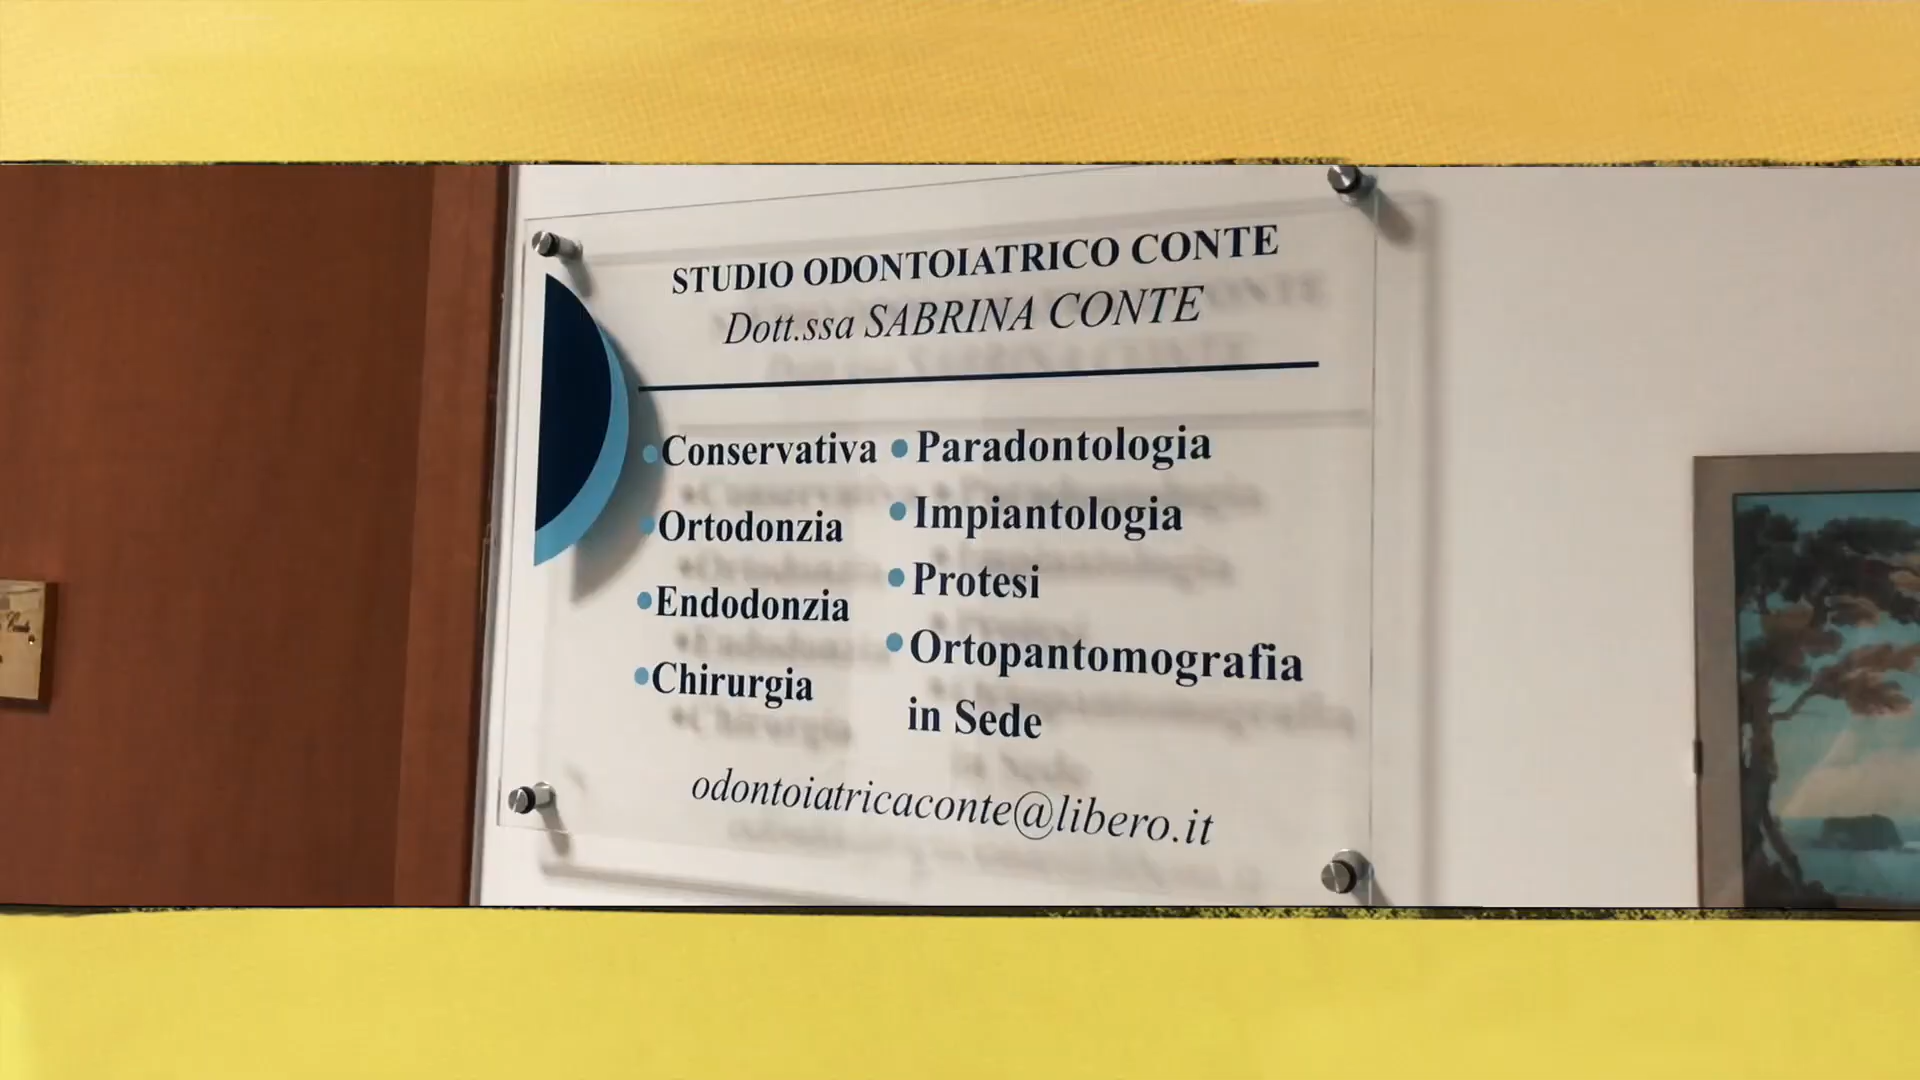 STUDIO ODONTOIATRICO CONTE
Dott.ssa SABRINA CONTE
•Conservativa
•Ortodonzia
•Endodonzia
•Chirurgia
•Paradontologia
•Impiantologia
•Protesi
•Ortopantomografia
in Sede
odontoiatricaconte@libero.it